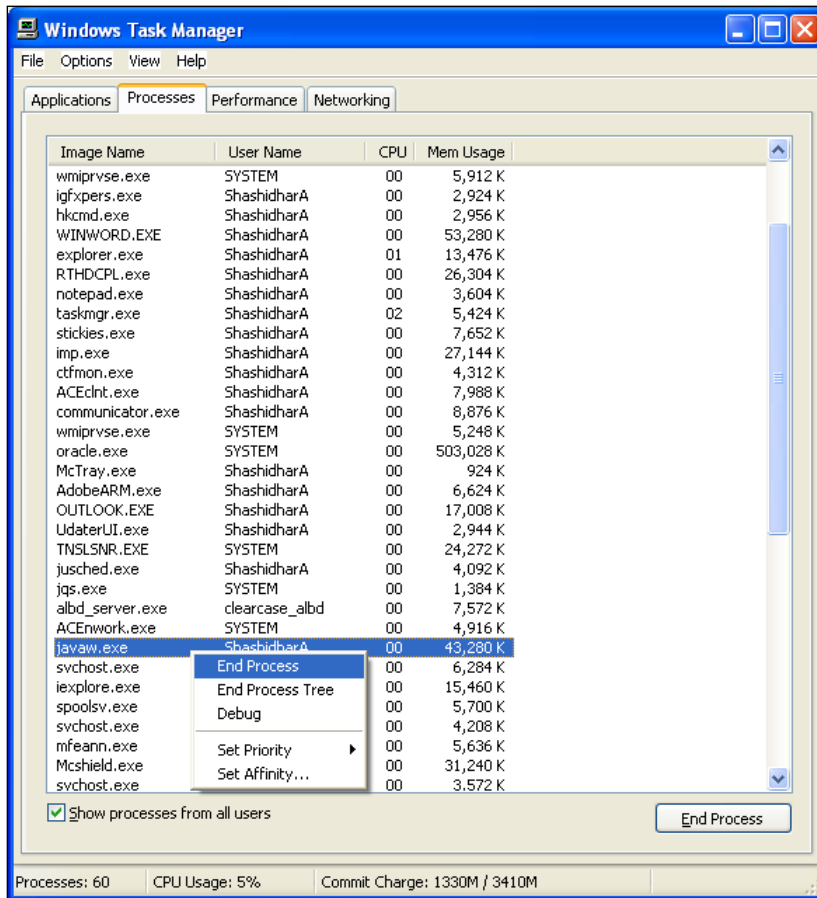 Windows Task Manager
File Options View Help
Applications Processes Performance Networking
Image Name User Name CPU Mem Usage
wmiprvse.exe SYSTEM 00 5,912 K
igfxpers.exe ShashidharA 00 2,924 K
hkcmd.exe ShashidharA 00 2,956 K
WINWORD.EXE ShashidharA 00 53,280 K
explorer.exe ShashidharA 01 13,476 K
RTHDCPL.exe ShashidharA 00 26,304 K
notepad.exe ShashidharA 00 3,604 K
taskmgr.exe ShashidharA 02 5,424 K
stickies.exe ShashidharA 00 7,652 K
imp.exe ShashidharA 00 27,144 K
ctfmon.exe ShashidharA 00 4,312 K
ACEclnt.exe ShashidharA 00 7,988 K
communicator.exe ShashidharA 00 8,876 K
wmiprvse.exe SYSTEM 00 5,248 K
oracle.exe SYSTEM 00 503,028 K
McTray.exe ShashidharA 00 924 K
AdobeARM.exe ShashidharA 00 6,624 K
OUTLOOK.EXE ShashidharA 00 17,008 K
UdaterUI.exe ShashidharA 00 2,944 K
TNSLSNR.EXE SYSTEM 00 24,272 K
jusched.exe ShashidharA 00 4,092 K
jqs.exe SYSTEM 00 1,384 K
albd_server.exe clearcase_albd 00 7,572 K
ACEnwork.exe SYSTEM 00 4,916 K
javaw.exe ShashidharA 00 43,280 K
svchost.exe 00 6,284 K
iexplore.exe 00 15,460 K
spoolsv.exe 00 5,700 K
svchost.exe 00 4,208 K
mfeann.exe 00 5,636 K
Mcshield.exe 00 31,240 K
svchost.exe 00 3,572 K
End Process
End Process Tree
Debug
Set Priority
Set Affinity...
Show processes from all users
End Process
Processes: 60 CPU Usage: 5% Commit Charge: 1330M / 3410M